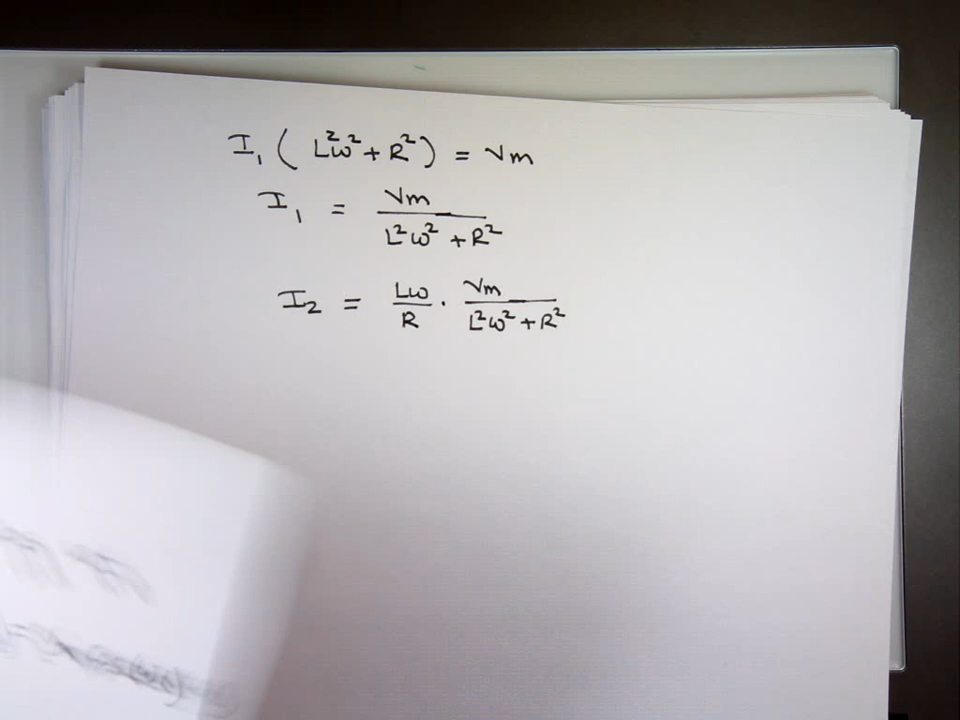 I₁ ( L²ω² + R² ) = Vm
I₁ = Vm / L²ω² + R²
I₂ = Lω / R · Vm / L²ω² + R²